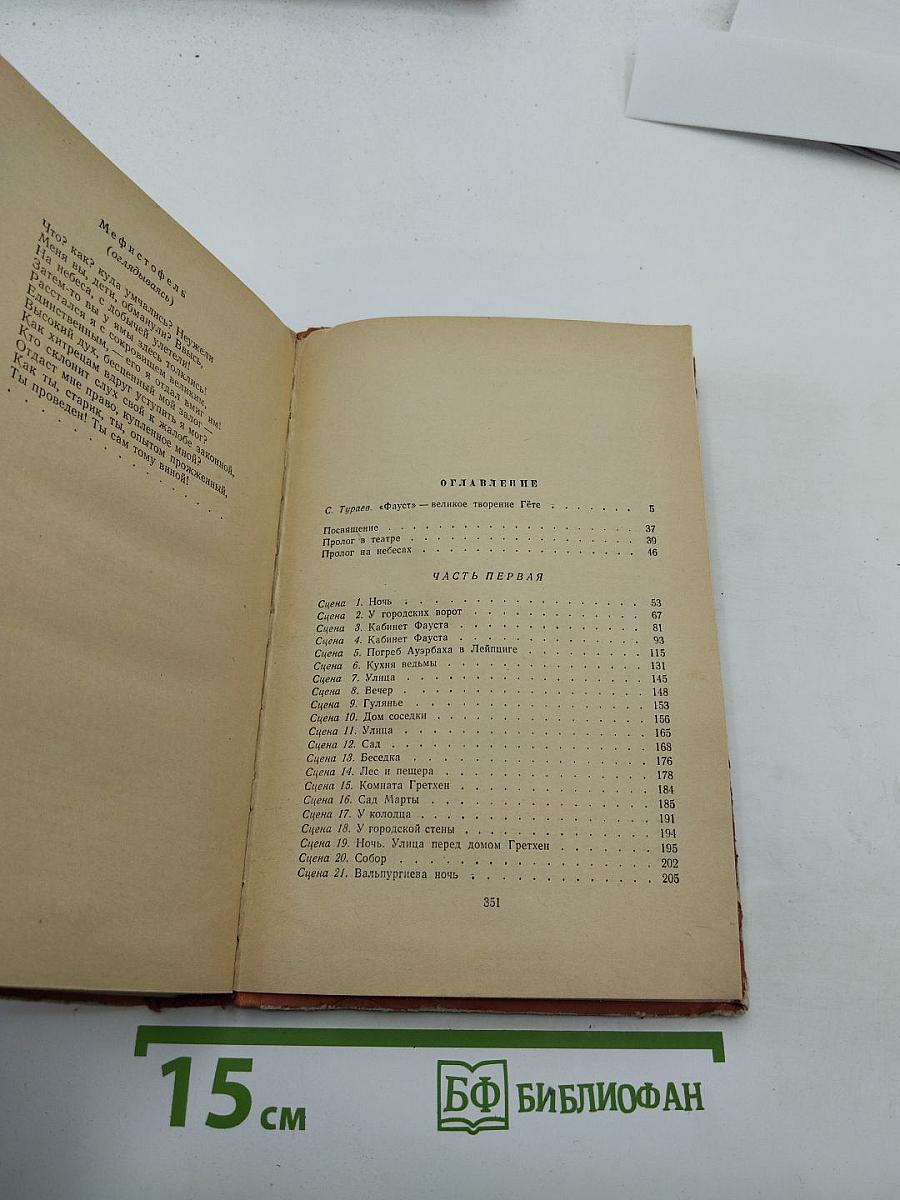 Мефистофель
(оглядываясь)
Что? как? куда умчались? Неужели
Меня вы, дети, обманули? Ввысь,
На небеса, с добычей улетели!
Затем-то вы у ямы здесь толклись!
Расстался я с сокровищем великим,
Единственным, — его я отдал вмиг им!
Высокий дух, бесценный мой залог —
Как хитрецам вдруг уступить я мог?
Кто склонит слух свой к жалобе законной,
Отдаст мне право, купленное мной?
Как ты, старик, ты, опытом прожженный,
Ты проведен! Ты сам тому виной!
. . . . . . . . . . . .
ОГЛАВЛЕНИЕ
С. Тураев. «Фауст» — великое творение Гёте . . . . . . . 5
Посвящение . . . . . . . . . . . . . . . . 37
Пролог в театре . . . . . . . . . . . . . . 39
Пролог на небесах . . . . . . . . . . . . . 46
ЧАСТЬ ПЕРВАЯ
Сцена 1. Ночь . . . . . . . . . . . . . . 53
Сцена 2. У городских ворот . . . . . . . . . . 67
Сцена 3. Кабинет Фауста . . . . . . . . . . . 81
Сцена 4. Кабинет Фауста . . . . . . . . . . . 93
Сцена 5. Погреб Ауэрбаха в Лейпциге . . . . . . . 115
Сцена 6. Кухня ведьмы . . . . . . . . . . . . 131
Сцена 7. Улица . . . . . . . . . . . . . . 145
Сцена 8. Вечер . . . . . . . . . . . . . . 148
Сцена 9. Гулянье . . . . . . . . . . . . . 153
Сцена 10. Дом соседки . . . . . . . . . . . . 156
Сцена 11. Улица . . . . . . . . . . . . . . 165
Сцена 12. Сад . . . . . . . . . . . . . . . 168
Сцена 13. Беседка . . . . . . . . . . . . . 176
Сцена 14. Лес и пещера . . . . . . . . . . . 178
Сцена 15. Комната Гретхен . . . . . . . . . . 184
Сцена 16. Сад Марты . . . . . . . . . . . . 185
Сцена 17. У колодца . . . . . . . . . . . . 191
Сцена 18. У городской стены . . . . . . . . . . 194
Сцена 19. Ночь. Улица перед домом Гретхен . . . . . . 195
Сцена 20. Собор . . . . . . . . . . . . . . 202
Сцена 21. Вальпургиева ночь . . . . . . . . . . 205
351
15 см
БФ БИБЛИОФАН